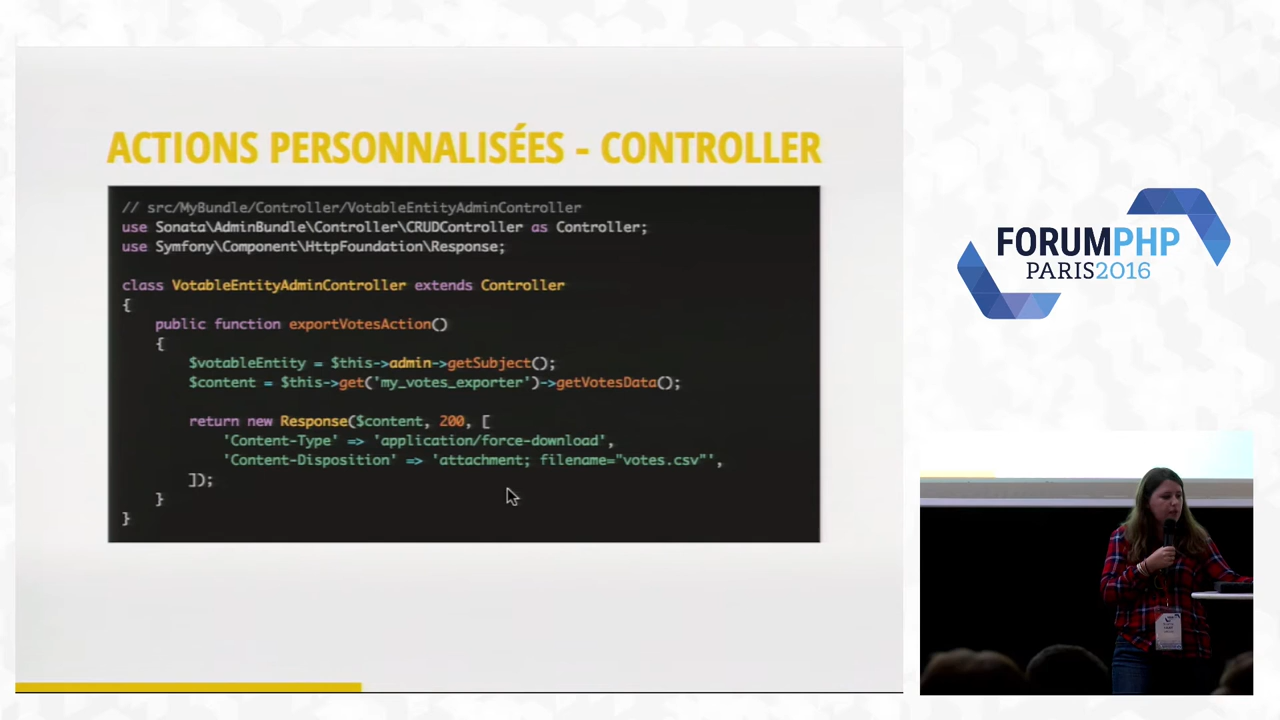 ACTIONS PERSONNALISÉES - CONTROLLER
// src/MyBundle/Controller/VotableEntityAdminController
use Sonata\AdminBundle\Controller\CRUDController as Controller;
use Symfony\Component\HttpFoundation\Response;
class VotableEntityAdminController extends Controller
{
public function exportVotesAction()
{
$votableEntity = $this->admin->getSubject();
$content = $this->get('my_votes_exporter')->getVotesData();
return new Response($content, 200, [
'Content-Type' => 'application/force-download',
'Content-Disposition' => 'attachment; filename="votes.csv"',
]);
}
}
FORUMPHP
PARIS2016